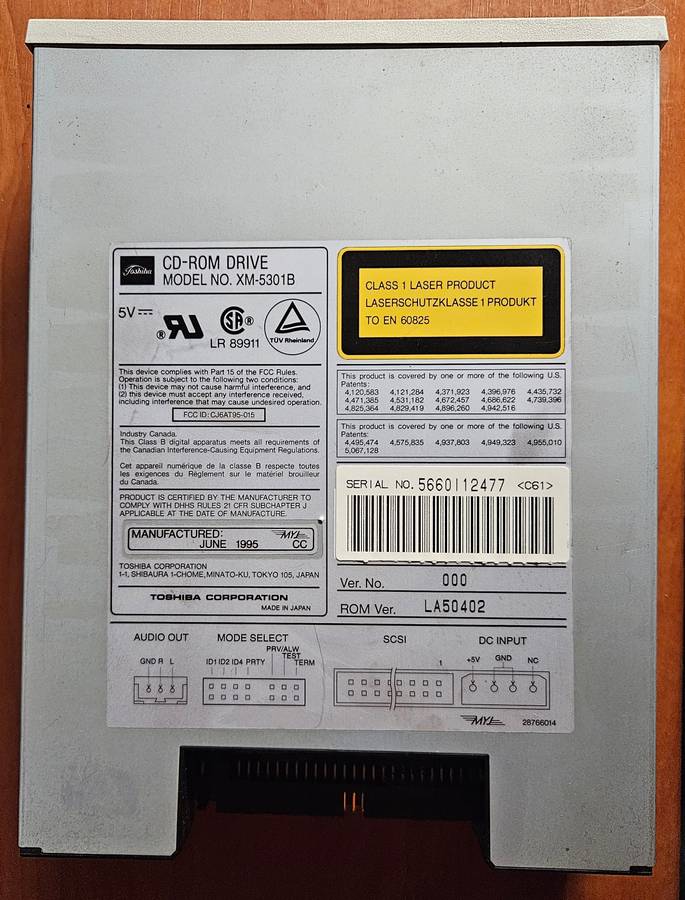 Toshiba
CD-ROM DRIVE
MODEL NO. XM-5301B
5V
LR 89911
TÜV Rheinland
This device complies with Part 15 of the FCC Rules.
Operation is subject to the following two conditions:
(1) This device may not cause harmful interference, and
(2) this device must accept any interference received,
including interference that may cause undesired operation.
FCC ID: CJ6AT95-015
Industry Canada.
This Class B digital apparatus meets all requirements of
the Canadian Interference-Causing Equipment Regulations.
Cet appareil numérique de la classe B respecte toutes
les exigences du Règlement sur le matériel brouilleur
du Canada.
PRODUCT IS CERTIFIED BY THE MANUFACTURER TO
COMPLY WITH DHHS RULES 21 CFR SUBCHAPTER J
APPLICABLE AT THE DATE OF MANUFACTURE.
MANUFACTURED:
JUNE 1995 CC
TOSHIBA CORPORATION
1-1, SHIBAURA 1-CHOME, MINATO-KU, TOKYO 105, JAPAN
TOSHIBA CORPORATION
MADE IN JAPAN
CLASS 1 LASER PRODUCT
LASERSCHUTZKLASSE 1 PRODUKT
TO EN 60825
This product is covered by one or more of the following U.S.
Patents:
4,120,583 4,121,284 4,371,923 4,396,976 4,435,732
4,471,385 4,531,182 4,672,457 4,686,622 4,739,396
4,825,364 4,829,419 4,896,260 4,942,516
This product is covered by one or more of the following U.S.
Patents:
4,495,474 4,575,835 4,937,803 4,949,323 4,955,010
5,067,128
SERIAL NO. 5660112477 <C61>
Ver. No. 000
ROM Ver. LA50402
AUDIO OUT
GND R L
MODE SELECT
PRV/ALW
TEST
ID1 ID2 ID4 PRTY TERM
SCSI
1
DC INPUT
+5V GND NC
MYL 28766014